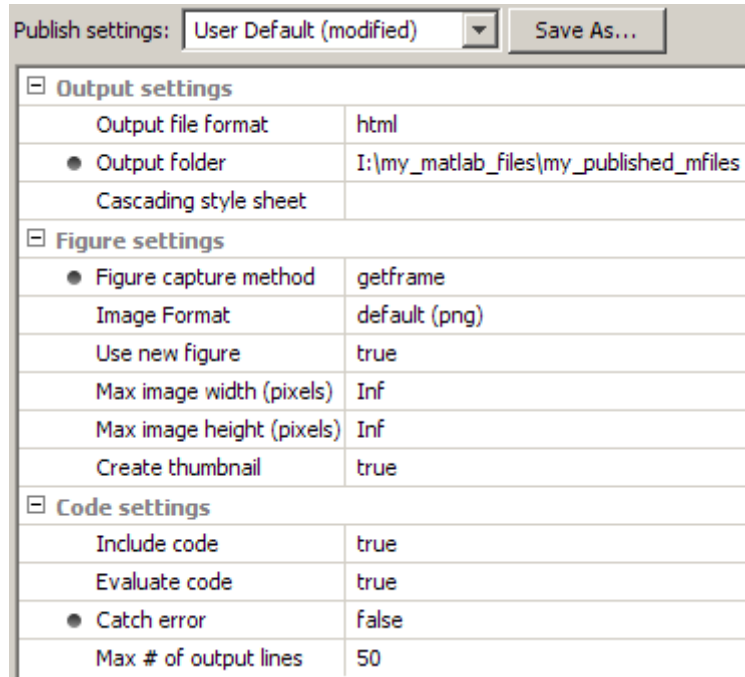 Publish settings: User Default (modified) Save As...
Output settings
Output file format html
Output folder I:\my_matlab_files\my_published_mfiles
Cascading style sheet
Figure settings
Figure capture method getframe
Image Format default (png)
Use new figure true
Max image width (pixels) Inf
Max image height (pixels) Inf
Create thumbnail true
Code settings
Include code true
Evaluate code true
Catch error false
Max # of output lines 50